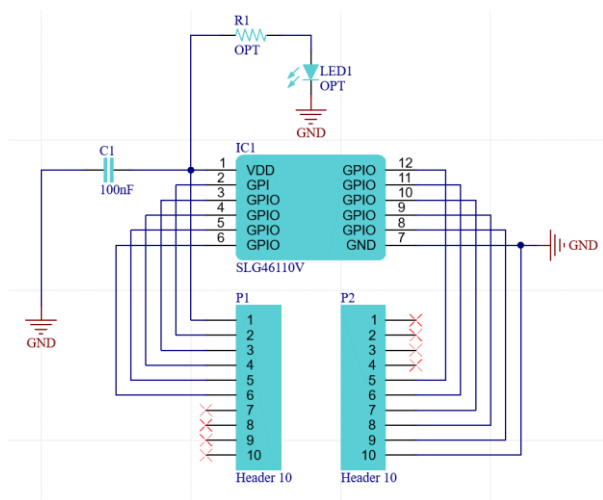 R1
OPT
LED1
OPT
GND
C1
100nF
IC1
1 VDD GPIO 12
2 GPI GPIO 11
3 GPIO GPIO 10
4 GPIO GPIO 9
5 GPIO GPIO 8
6 GPIO GND 7
SLG46110V
GND
GND
P1 P2
1 1
2 2
3 3
4 4
5 5
6 6
7 7
8 8
9 9
10 10
Header 10 Header 10